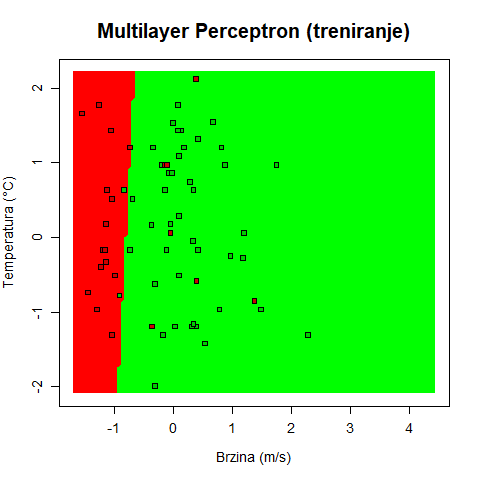 Multilayer Perceptron (treniranje)
Temperatura (°C)
2
1
0
-1
-2
-1 0 1 2 3 4
Brzina (m/s)